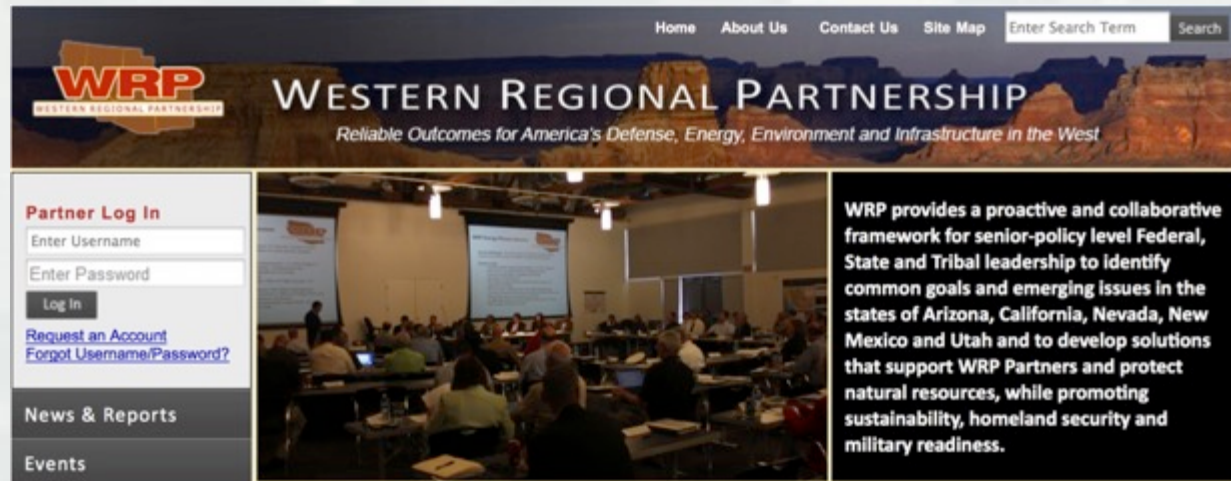 Home About Us Contact Us Site Map Enter Search Term Search
WRP
WESTERN REGIONAL PARTNERSHIP
WESTERN REGIONAL PARTNERSHIP
Reliable Outcomes for America's Defense, Energy, Environment and Infrastructure in the West
Partner Log In
Enter Username
Enter Password
Log In
Request an Account
Forgot Username/Password?
News & Reports
Events
WRP provides a proactive and collaborative
framework for senior-policy level Federal,
State and Tribal leadership to identify
common goals and emerging issues in the
states of Arizona, California, Nevada, New
Mexico and Utah and to develop solutions
that support WRP Partners and protect
natural resources, while promoting
sustainability, homeland security and
military readiness.